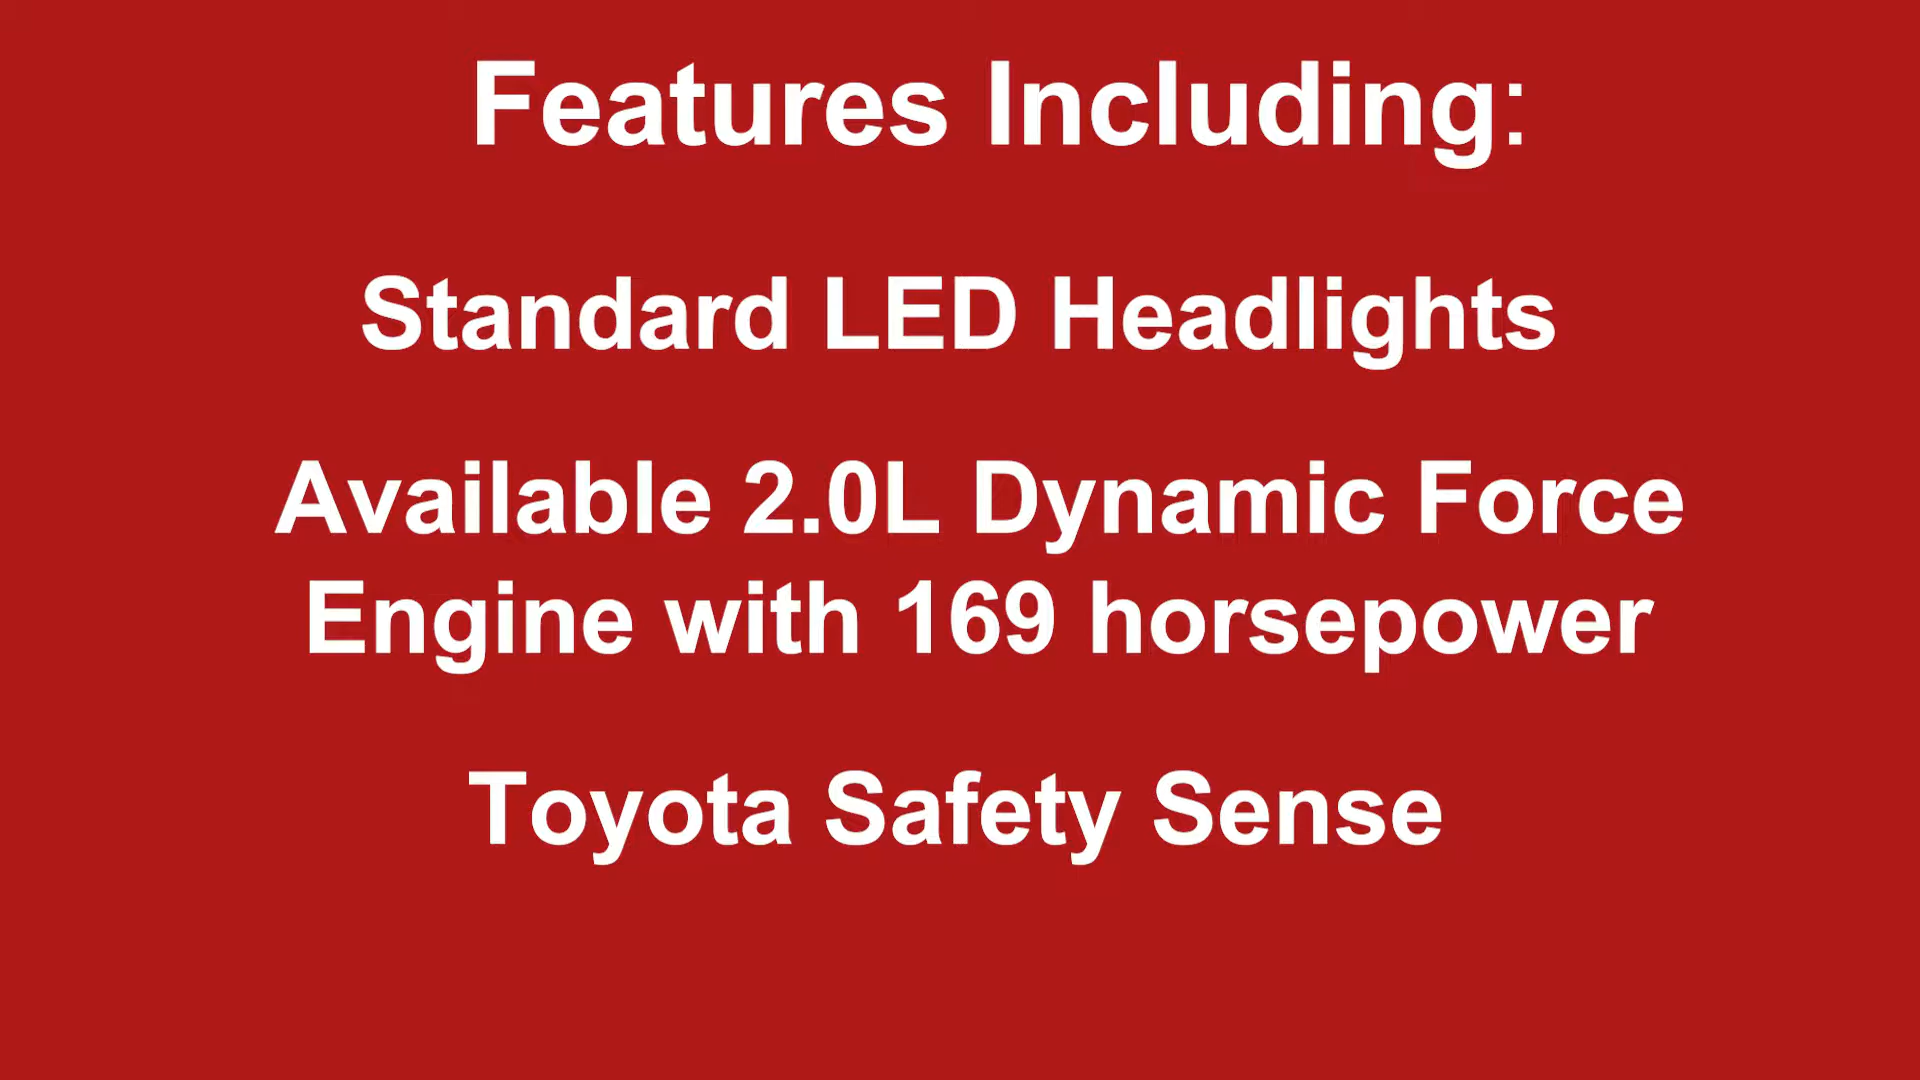 Features Including:
Standard LED Headlights
Available 2.0L Dynamic Force
Engine with 169 horsepower
Toyota Safety Sense